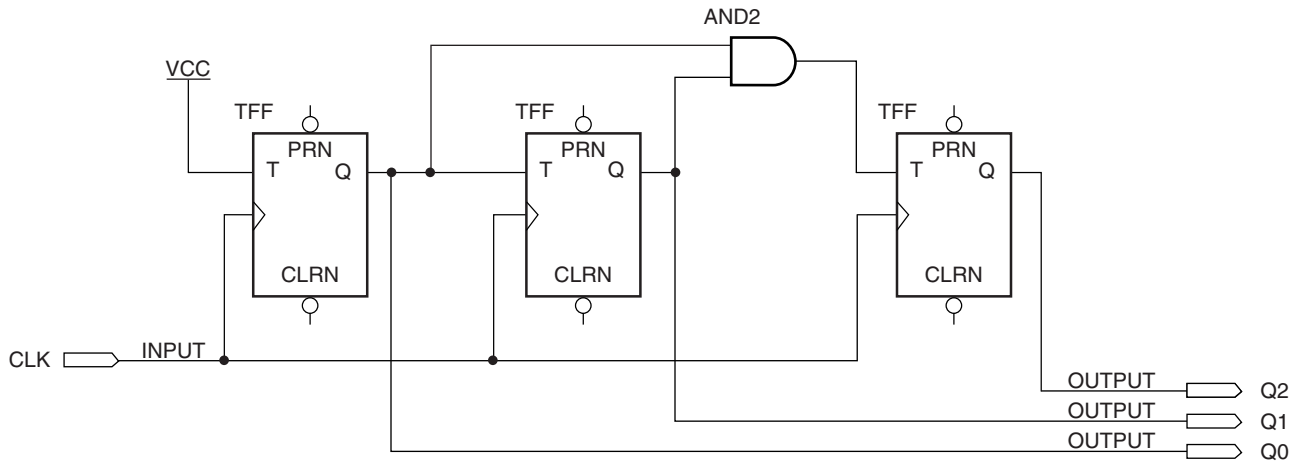 AND2
VCC
TFF
TFF
TFF
PRN
T
Q
CLRN
PRN
T
Q
CLRN
PRN
T
Q
CLRN
CLK
INPUT
OUTPUT
Q2
OUTPUT
Q1
OUTPUT
Q0